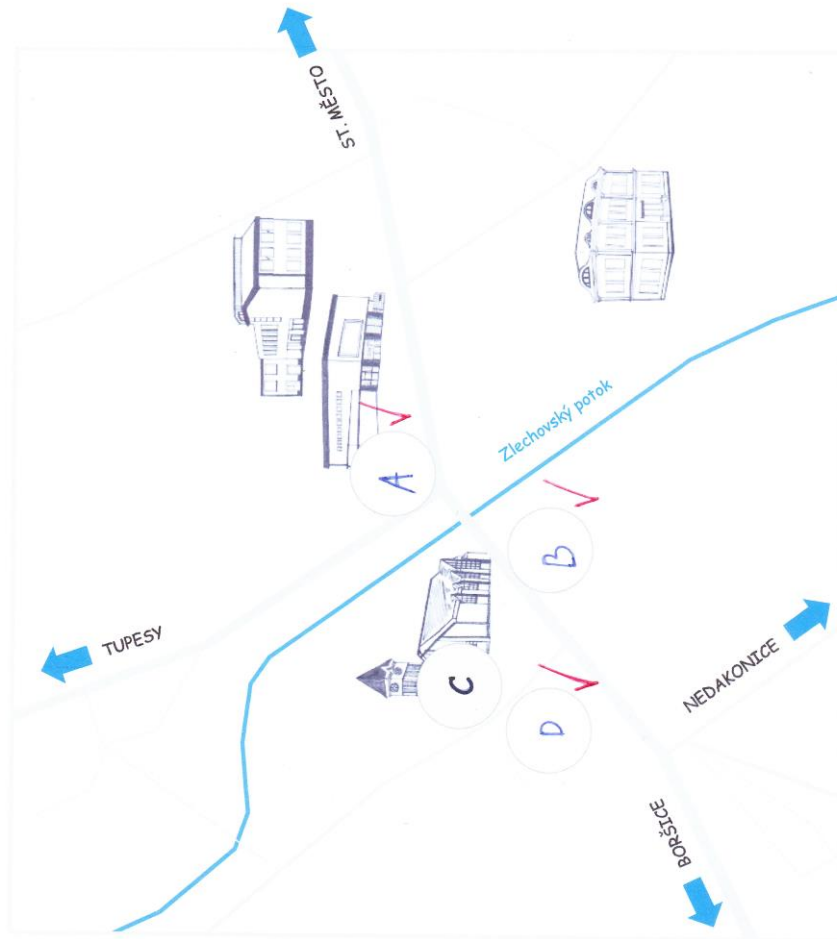 ST. MĚSTO
A
Zlechovský potok
B
TUPESY
C
D
NEDAKONICE
BORŠICE